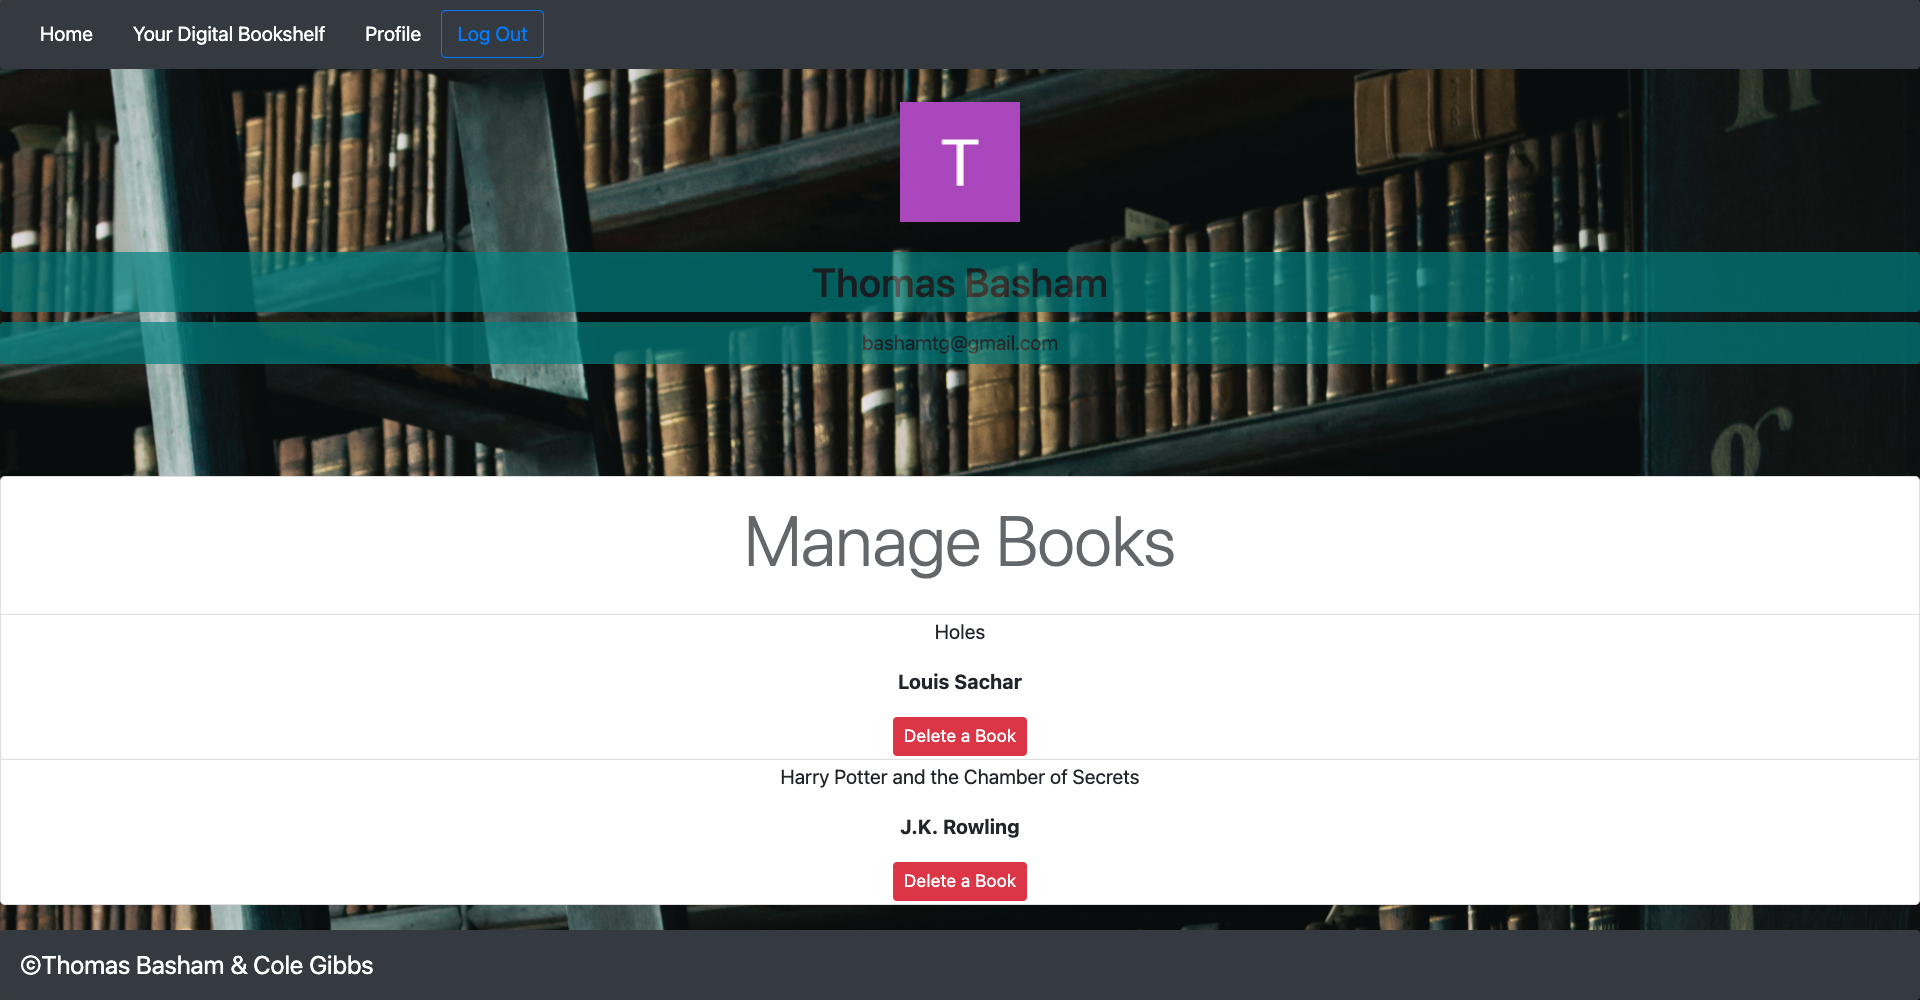 Home Your Digital Bookshelf Profile Log Out
T
Thomas Basham
bashamtg@gmail.com
Manage Books
Holes
Louis Sachar
Delete a Book
Harry Potter and the Chamber of Secrets
J.K. Rowling
Delete a Book
©Thomas Basham & Cole Gibbs